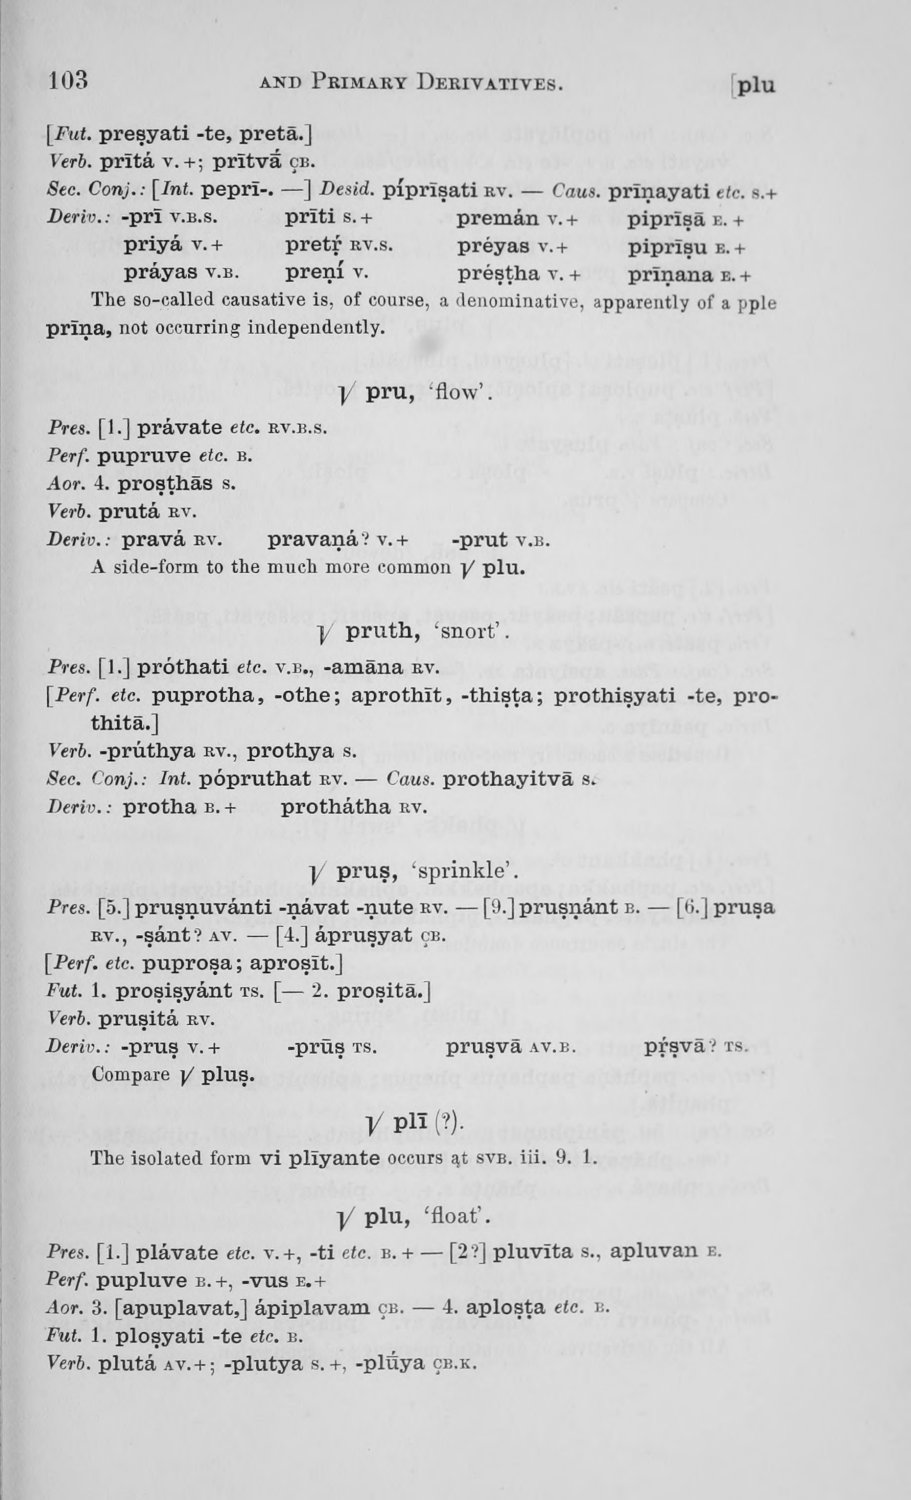 103 AND PRIMARY DERIVATIVES. [plu
[Fut. preṣyati -te, pretā.]
Verb. prītá V.+; prītvā́ ÇB.
Sec. Conj.: [Int. peprī-. —] Desid. píprīṣati RV. — Caus. prīṇayati etc. S.+
Deriv.: -prī V.B.S. prīti S.+ premán V.+ piprīṣā E.+
priyá V.+ pretṛ́ RV.S. préyas V.+ piprīṣu E.+
práyas V.B. preṇí V. préṣṭha V.+ prīṇana E.+
The so-called causative is, of course, a denominative, apparently of a pple
prīṇa, not occurring independently.
√ pru, ‘flow’.
Pres. [1.] právate etc. RV.B.S.
Perf. pupruve etc. B.
Aor. 4. proṣṭhās S.
Verb. prutá RV.
Deriv.: pravá RV. pravaṇá? V.+ -prut V.B.
A side-form to the much more common √ plu.
√ pruth, ‘snort’.
Pres. [1.] próthati etc. V.B., -amāna RV.
[Perf. etc. puprotha, -othe; aprothīt, -thiṣṭa; prothiṣyati -te, pro-
thitā.]
Verb. -prúthya RV., prothya S.
Sec. Conj.: Int. pópruthat RV. — Caus. prothayitvā S.
Deriv.: protha B.+ prothátha RV.
√ pruṣ, ‘sprinkle’.
Pres. [5.] pruṣṇuvánti -ṇávat -ṇute RV. — [9.] pruṣṇánt B. — [6.] pruṣa
RV., -ṣánt? AV. — [4.] ápruṣyat ÇB.
[Perf. etc. puproṣa; aproṣīt.]
Fut. 1. proṣiṣyánt TS. [— 2. proṣitā.]
Verb. pruṣitá RV.
Deriv.: -pruṣ V.+ -prūṣ TS. pruṣvā AV.B. pṛ́ṣvā? TS.
Compare √ pluṣ.
√ plī (?).
The isolated form vi plīyante occurs at SVB. iii. 9. 1.
√ plu, ‘float’.
Pres. [1.] plávate etc. V.+, -ti etc. B.+ — [2?] pluvīta S., apluvan E.
Perf. pupluve B.+, -vus E.+
Aor. 3. [apuplavat,] ápiplavam ÇB. — 4. aploṣṭa etc. B.
Fut. 1. ploṣyati -te etc. B.
Verb. plutá AV.+; -plutya S.+, -plū́ya ÇB.K.